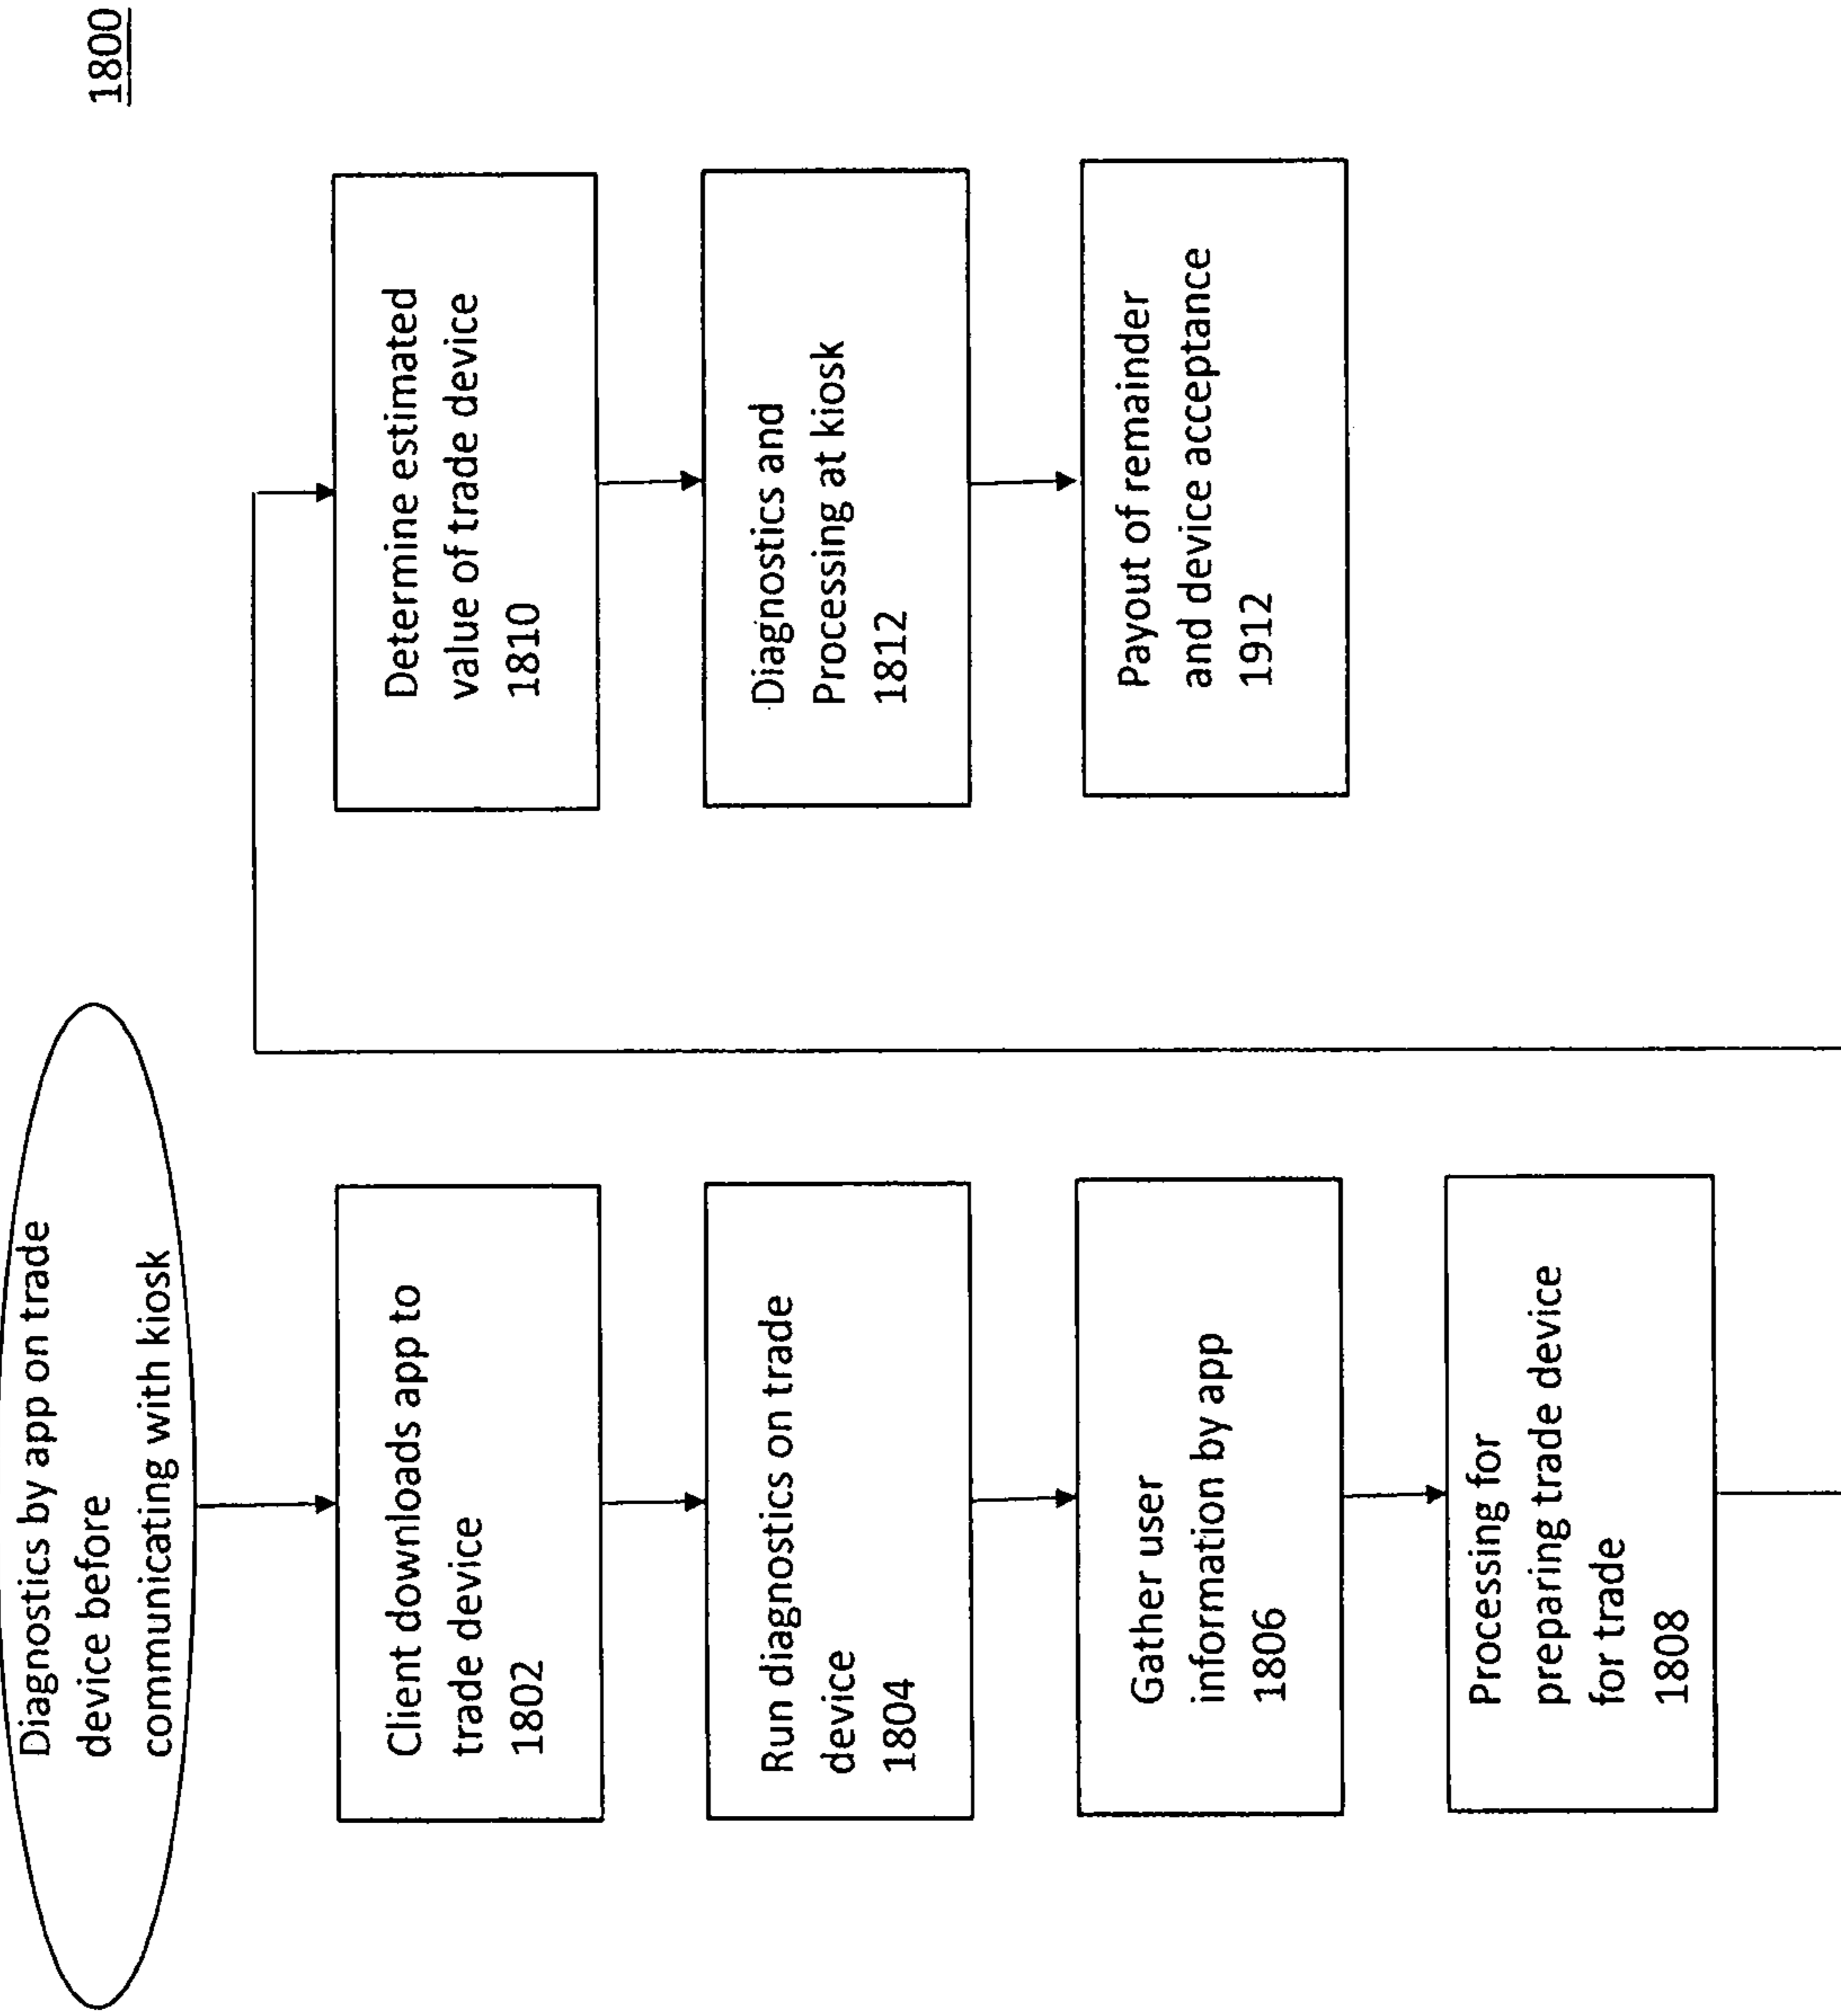 1800
Diagnostics by app on trade
device before
communicating with kiosk
Client downloads app to
trade device
1802
Run diagnostics on trade
device
1804
Gather user
information by app
1806
Processing for
preparing trade device
for trade
1808
Determine estimated
value of trade device
1810
Diagnostics and
Processing at kiosk
1812
Payout of remainder
and device acceptance
1912